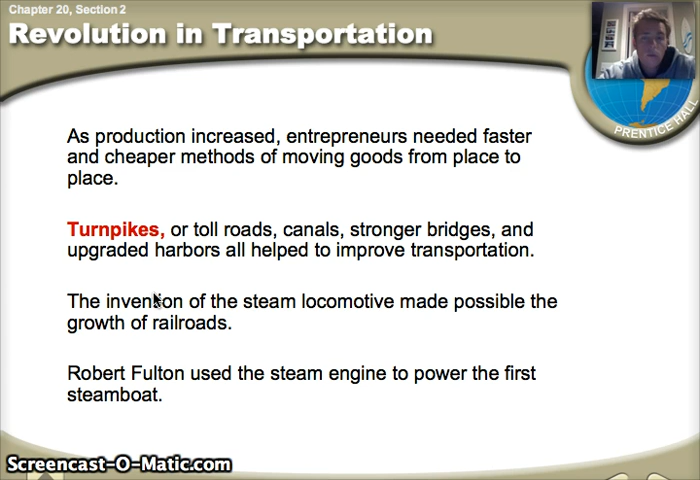 Chapter 20, Section 2
Revolution in Transportation
PRENTICE HALL
As production increased, entrepreneurs needed faster
and cheaper methods of moving goods from place to
place.
Turnpikes, or toll roads, canals, stronger bridges, and
upgraded harbors all helped to improve transportation.
The invention of the steam locomotive made possible the
growth of railroads.
Robert Fulton used the steam engine to power the first
steamboat.
Screencast-O-Matic.com